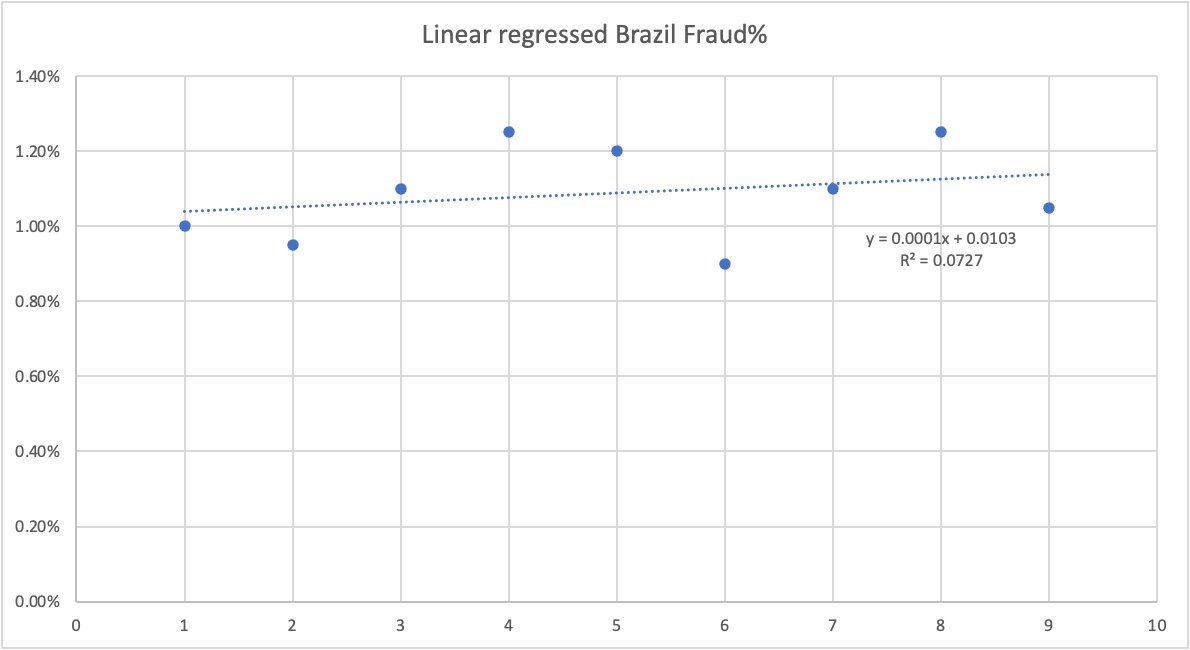 Linear regressed Brazil Fraud%
1.40%
1.20%
1.00%
0.80%
0.60%
0.40%
0.20%
0.00%
y = 0.0001x + 0.0103
R² = 0.0727
0 1 2 3 4 5 6 7 8 9 10